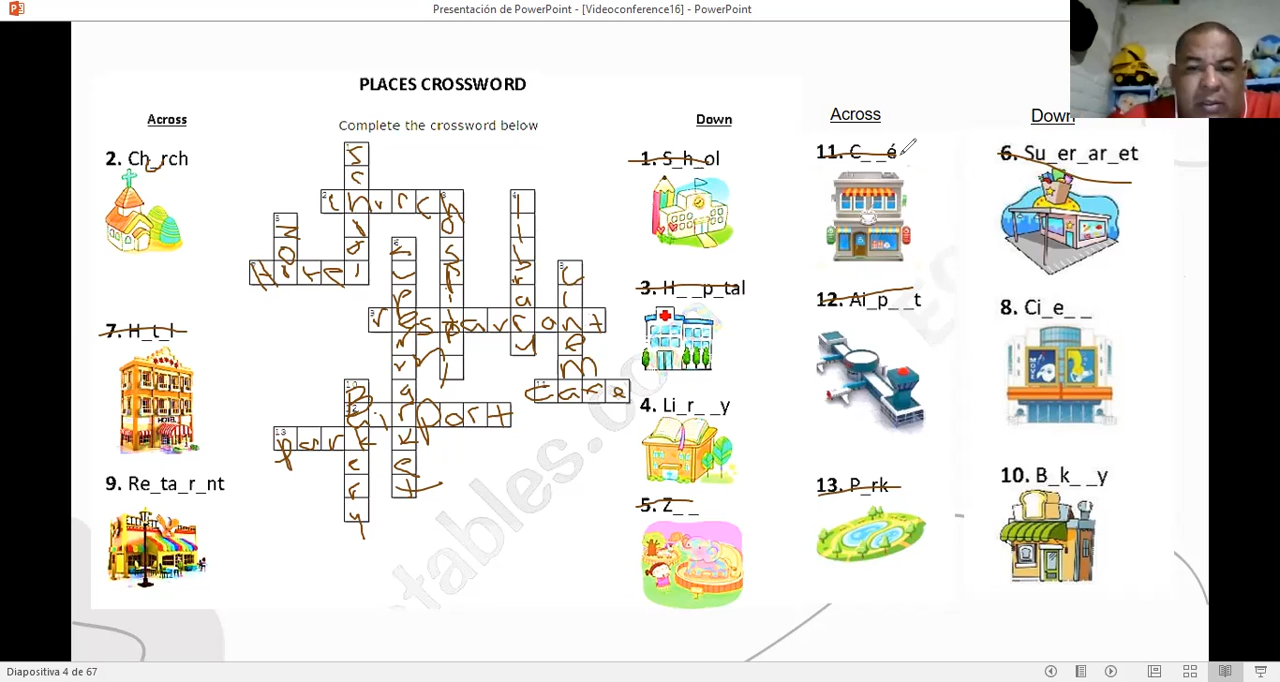 Presentación de PowerPoint - [Videoconference16] - PowerPoint
PLACES CROSSWORD
Across
Complete the crossword below
Down
Across
Down
2. Ch_rch
1. S_h_ol
11. C_ _é
6. Su_er_ar_et
7. H_t_l
3. H_ _p_tal
12. Ai_p_ _t
8. Ci_e_ _
4. Li_r_ _y
9. Re_ta_r_nt
5. Z_ _
13. P_rk
10. B_k_ _y
church
Hotel
restaurant
cafe
airport
park
Diapositiva 4 de 67